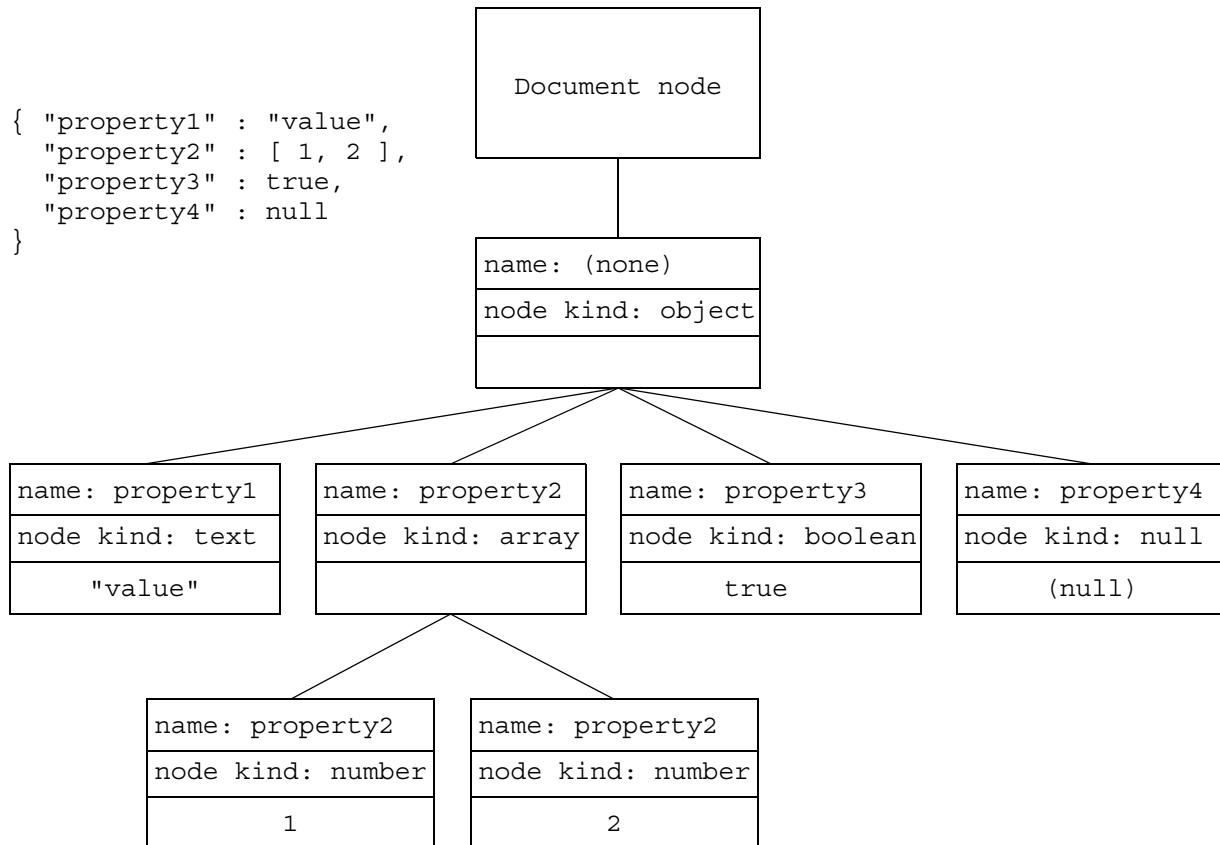 Document node
{ "property1" : "value",
  "property2" : [ 1, 2 ],
  "property3" : true,
  "property4" : null
}
name: (none)
node kind: object
name: property1
node kind: text
"value"
name: property2
node kind: array
name: property3
node kind: boolean
true
name: property4
node kind: null
(null)
name: property2
node kind: number
1
name: property2
node kind: number
2